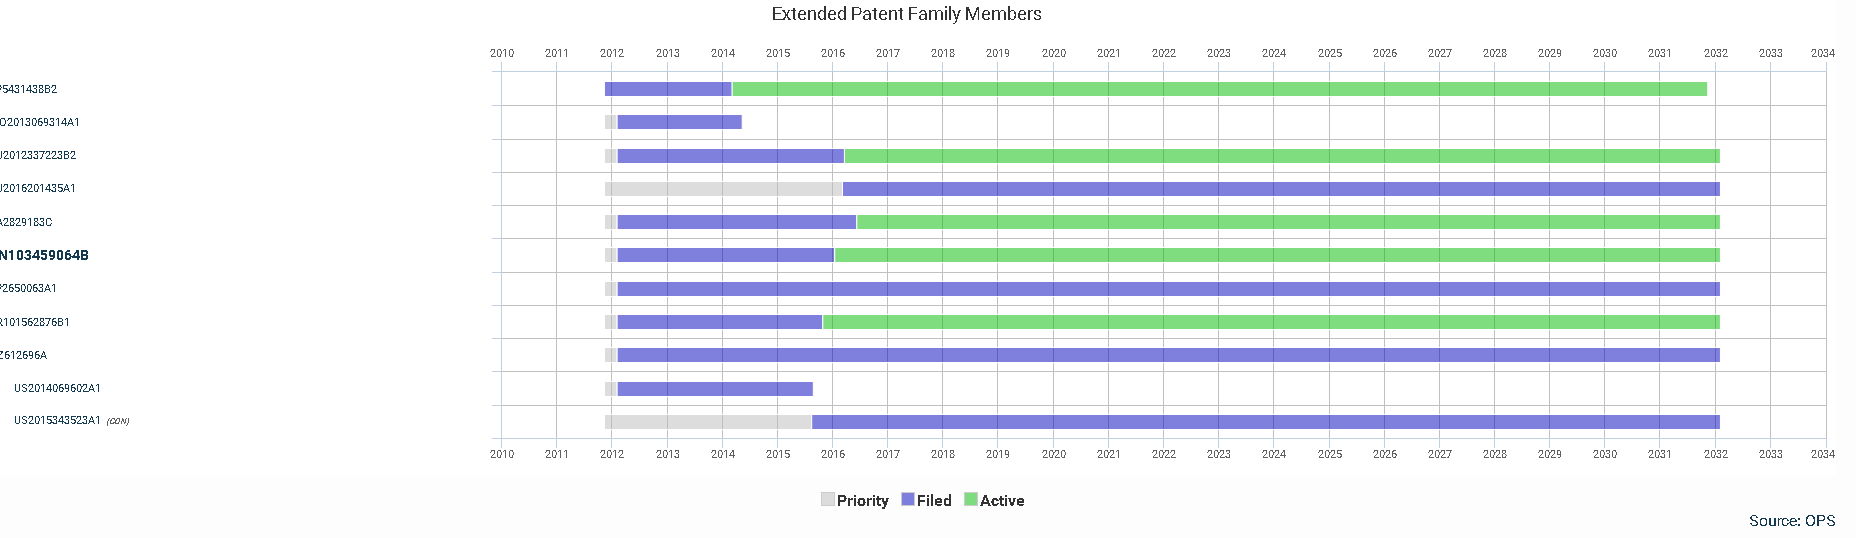 Extended Patent Family Members
2010 2011 2012 2013 2014 2015 2016 2017 2018 2019 2020 2021 2022 2023 2024 2025 2026 2027 2028 2029 2030 2031 2032 2033 2034
P5431438B2
O2013069314A1
U2012337223B2
U2016201435A1
A2829183C
N103459064B
P2650063A1
R101562876B1
Z612696A
US2014069602A1
US2015343523A1 (CON)
2010 2011 2012 2013 2014 2015 2016 2017 2018 2019 2020 2021 2022 2023 2024 2025 2026 2027 2028 2029 2030 2031 2032 2033 2034
Priority Filed Active
Source: OPS